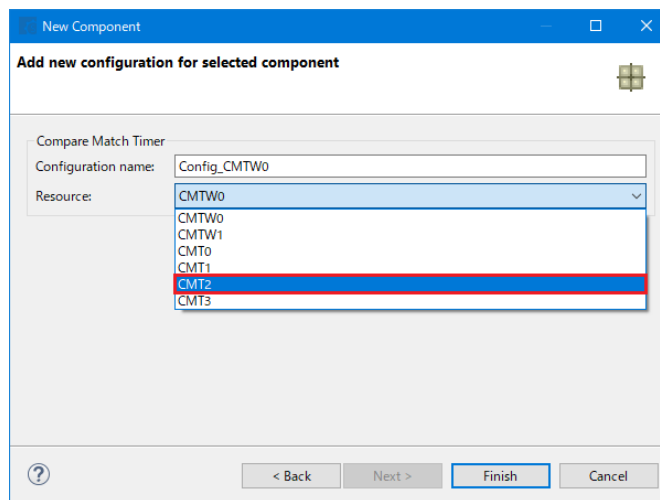 New Component
Add new configuration for selected component
Compare Match Timer
Configuration name: Config_CMTW0
Resource: CMTW0
CMTW0
CMTW1
CMT0
CMT1
CMT2
CMT3
? < Back Next > Finish Cancel